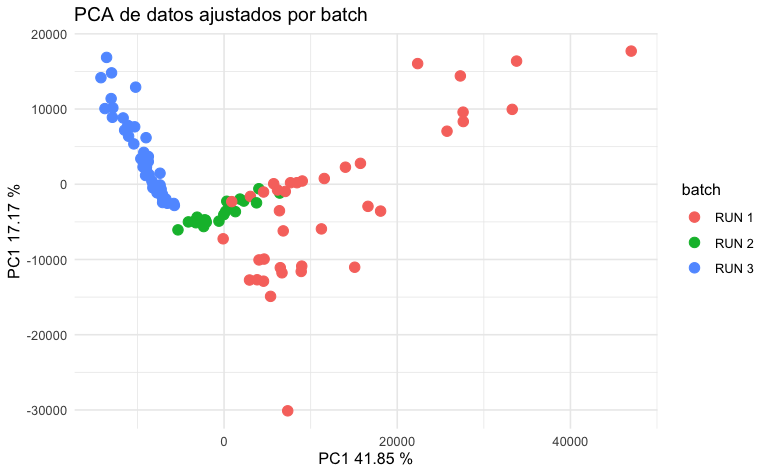 PCA de datos ajustados por batch
20000
10000
0
-10000
-20000
-30000
PC1 17.17 %
0
20000
40000
PC1 41.85 %
batch
RUN 1
RUN 2
RUN 3